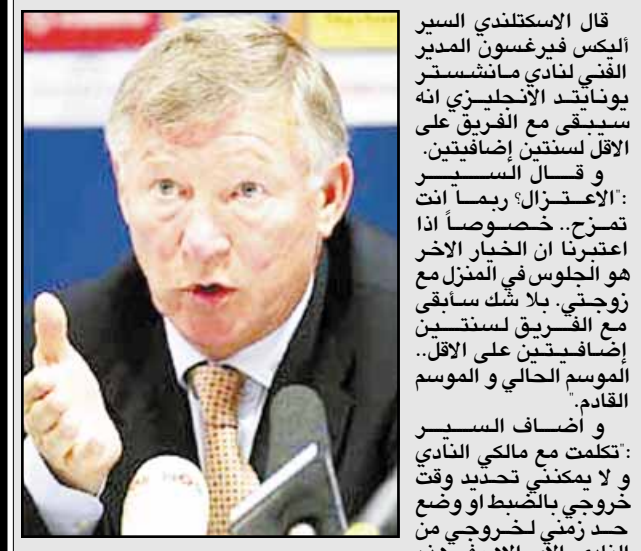 قال الاسكتلندي السير
أليكس فيرغسون المدير
الفني لنادي مانشستر
يونايتد الانجليزي انه
سيبقى مع الفريق على
الاقل لسنتين إضافيتين.
و قال السير
:"الاعتزال؟ ربما انت
تمزح.. خصوصاً اذا
اعتبرنا ان الخيار الاخر
هو الجلوس في المنزل مع
زوجتي. بلا شك سأبقى
مع الفريق لسنتين
إضافيتين على الاقل..
الموسم الحالي و الموسم
القادم."
و أضاف السير
:"تكلمت مع مالكي النادي
و لا يمكنني تحديد وقت
خروجي بالضبط او وضع
حد زمني لخروجي من